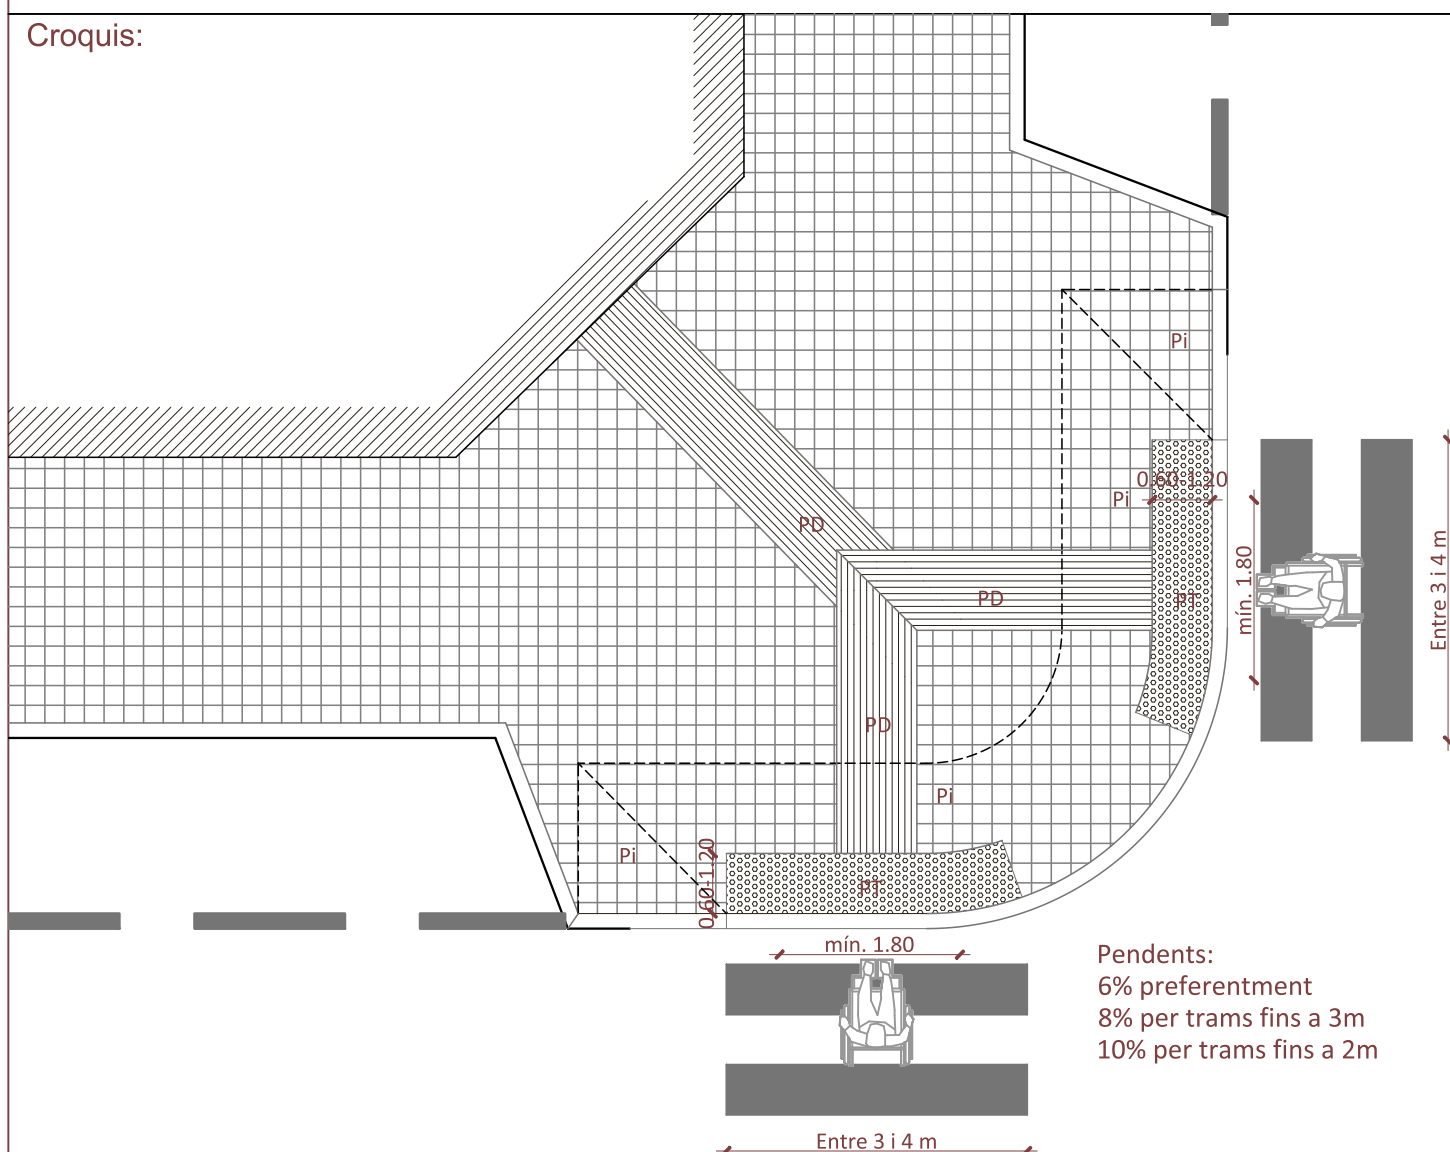 Croquis:
Pi
0.60-1.20
Pi
PD
mín. 1.80
Entre 3 i 4 m
PD
PT
PD
Pi
Pi
0.60-1.20
PT
mín. 1.80
Entre 3 i 4 m
Pendents:
6% preferentment
8% per trams fins a 3m
10% per trams fins a 2m